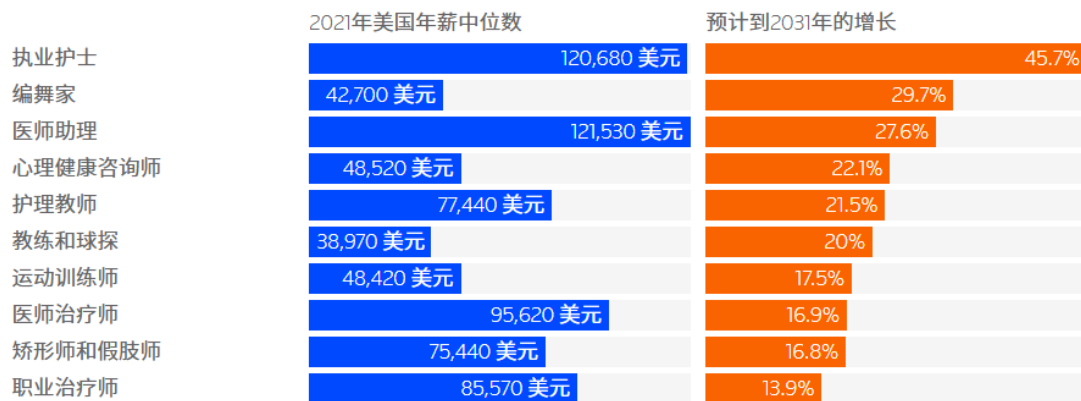 2021年美国年薪中位数 预计到2031年的增长
执业护士 120,680 美元 45.7%
编舞家 42,700 美元 29.7%
医师助理 121,530 美元 27.6%
心理健康咨询师 48,520 美元 22.1%
护理教师 77,440 美元 21.5%
教练和球探 38,970 美元 20%
运动训练师 48,420 美元 17.5%
医师治疗师 95,620 美元 16.9%
矫形师和假肢师 75,440 美元 16.8%
职业治疗师 85,570 美元 13.9%